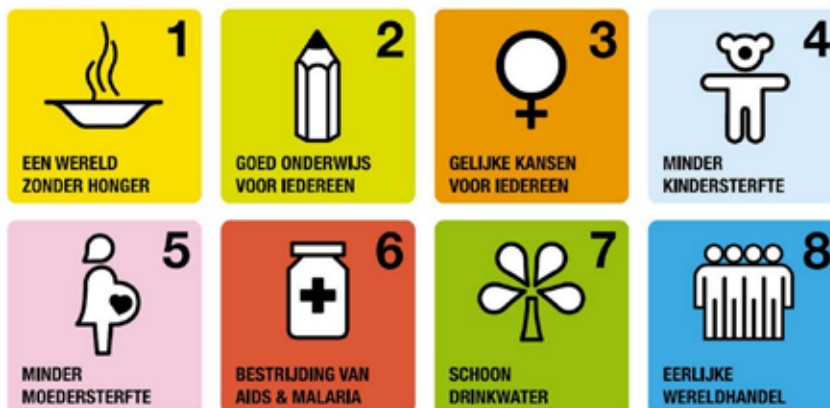 1
EEN WERELD
ZONDER HONGER
2
GOED ONDERWIJS
VOOR IEDEREEN
3
GELIJKE KANSEN
VOOR IEDEREEN
4
MINDER
KINDERSTERFTE
5
MINDER
MOEDERSTERFTE
6
BESTRIJDING VAN
AIDS & MALARIA
7
SCHOON
DRINKWATER
8
EERLIJKE
WERELDHANDEL